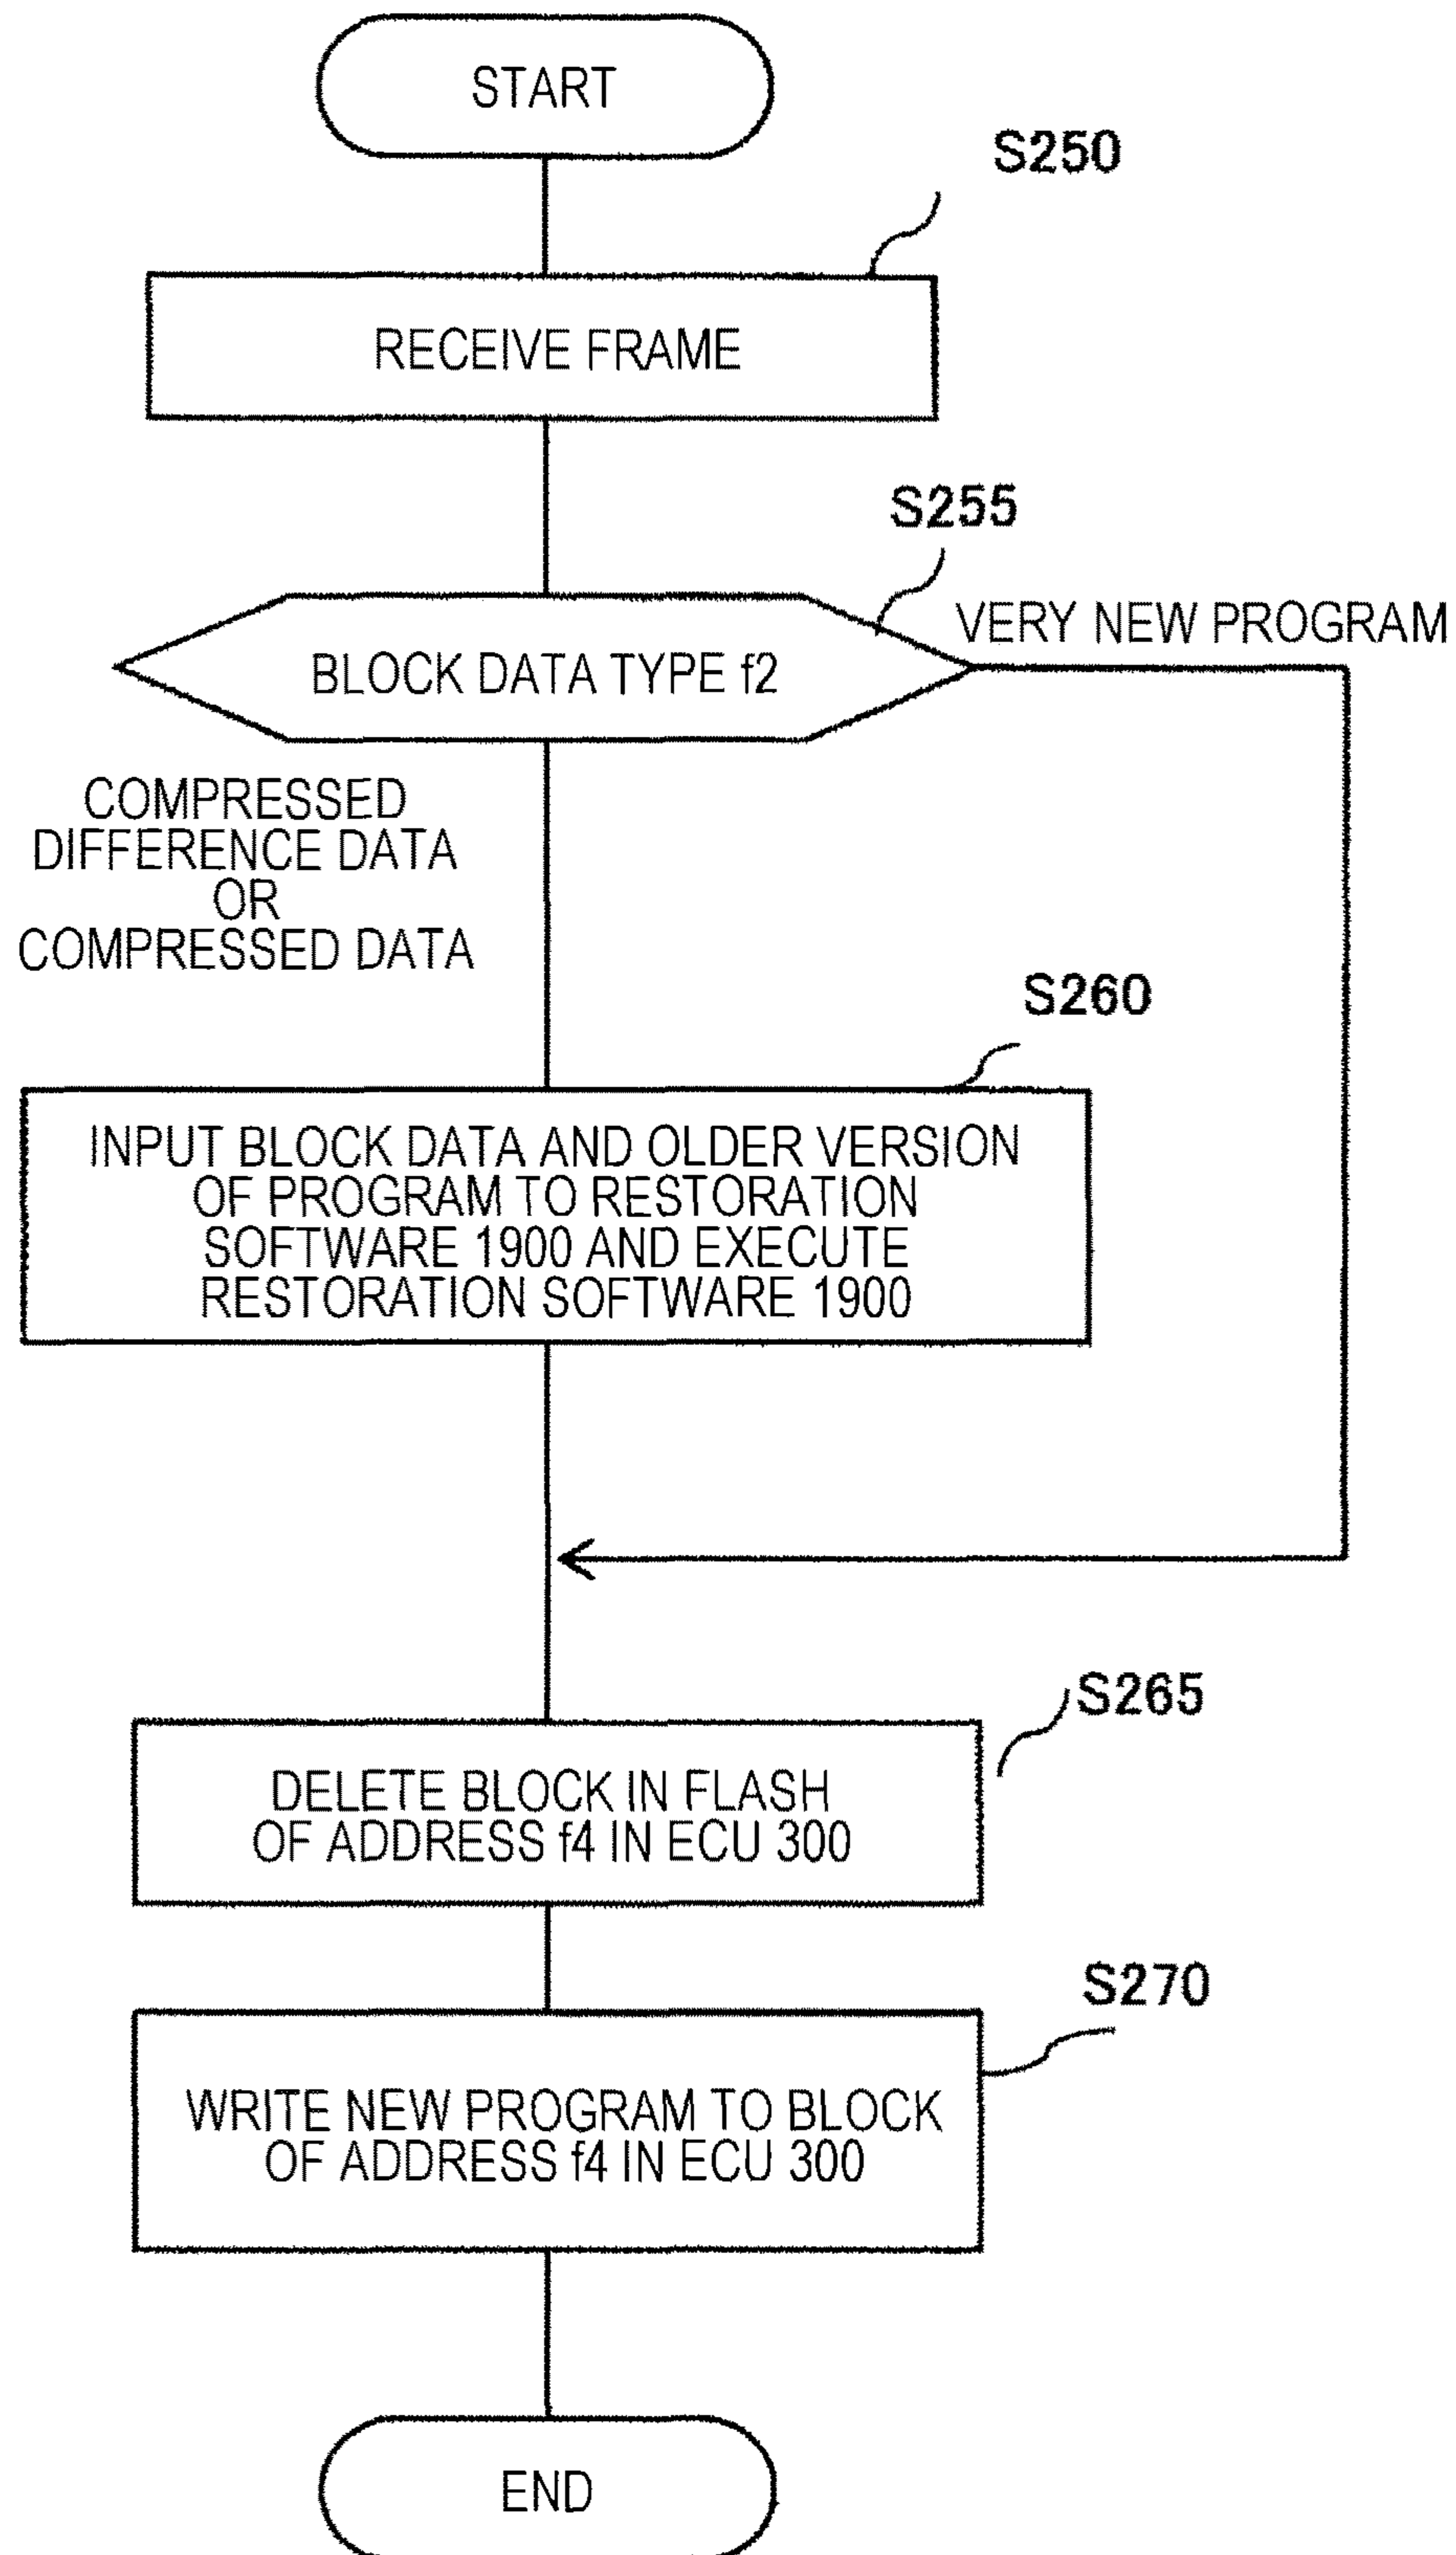 START
S250
RECEIVE FRAME
S255
VERY NEW PROGRAM
BLOCK DATA TYPE f2
COMPRESSED
DIFFERENCE DATA
OR
COMPRESSED DATA
S260
INPUT BLOCK DATA AND OLDER VERSION
OF PROGRAM TO RESTORATION
SOFTWARE 1900 AND EXECUTE
RESTORATION SOFTWARE 1900
S265
DELETE BLOCK IN FLASH
OF ADDRESS f4 IN ECU 300
S270
WRITE NEW PROGRAM TO BLOCK
OF ADDRESS f4 IN ECU 300
END